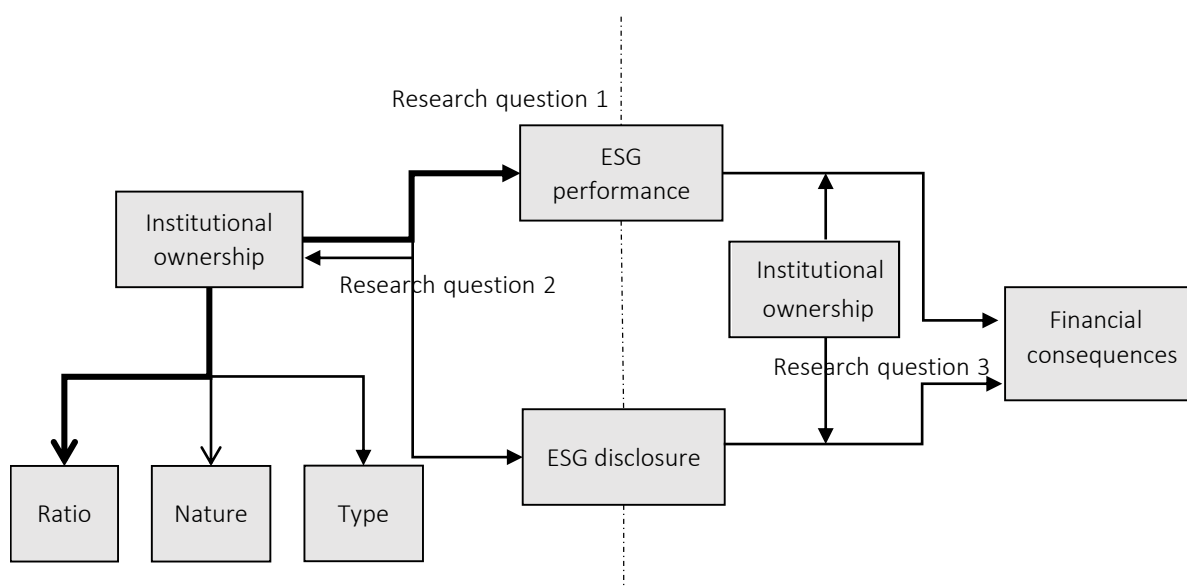 Research question 1
ESG
performance
Institutional
ownership
Research question 2
Institutional
ownership
Financial
consequences
Research question 3
ESG disclosure
Ratio
Nature
Type